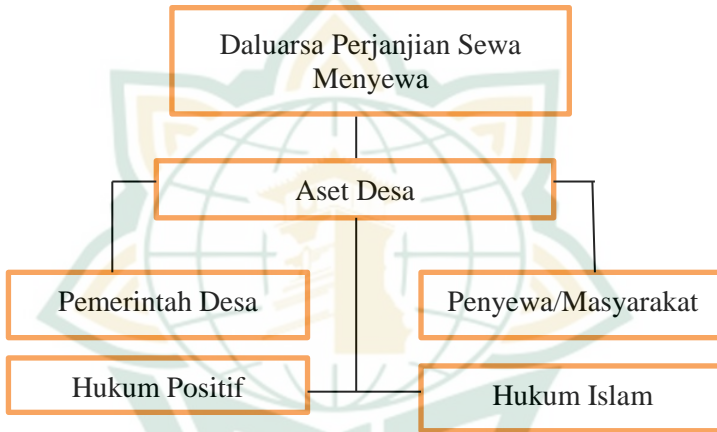 Daluarsa Perjanjian Sewa
Menyewa
Aset Desa
Pemerintah Desa
Penyewa/Masyarakat
Hukum Positif
Hukum Islam